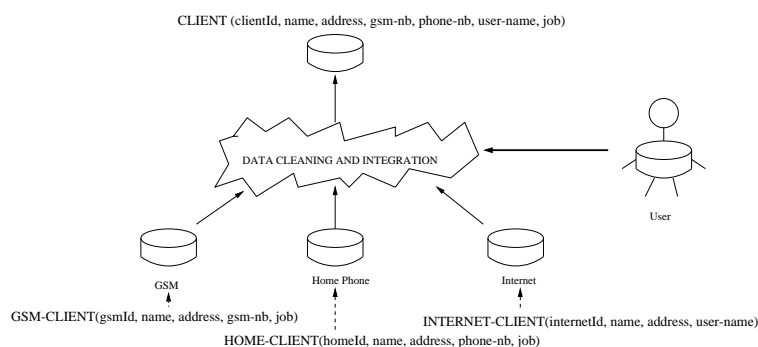 CLIENT (clientId, name, address, gsm-nb, phone-nb, user-name, job)
DATA CLEANING AND INTEGRATION
User
GSM
Home Phone
Internet
GSM-CLIENT(gsmId, name, address, gsm-nb, job)
INTERNET-CLIENT(internetId, name, address, user-name)
HOME-CLIENT(homeId, name, address, phone-nb, job)